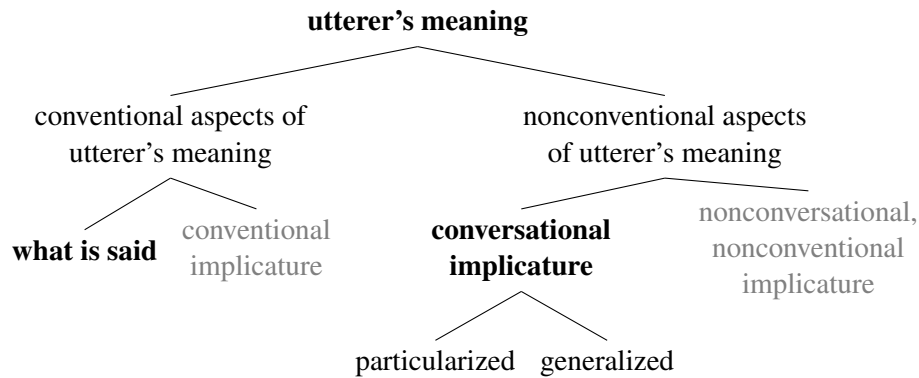 utterer's meaning
conventional aspects of
utterer's meaning
nonconventional aspects
of utterer's meaning
what is said
conventional
implicature
conversational
implicature
nonconversational,
nonconventional
implicature
particularized
generalized